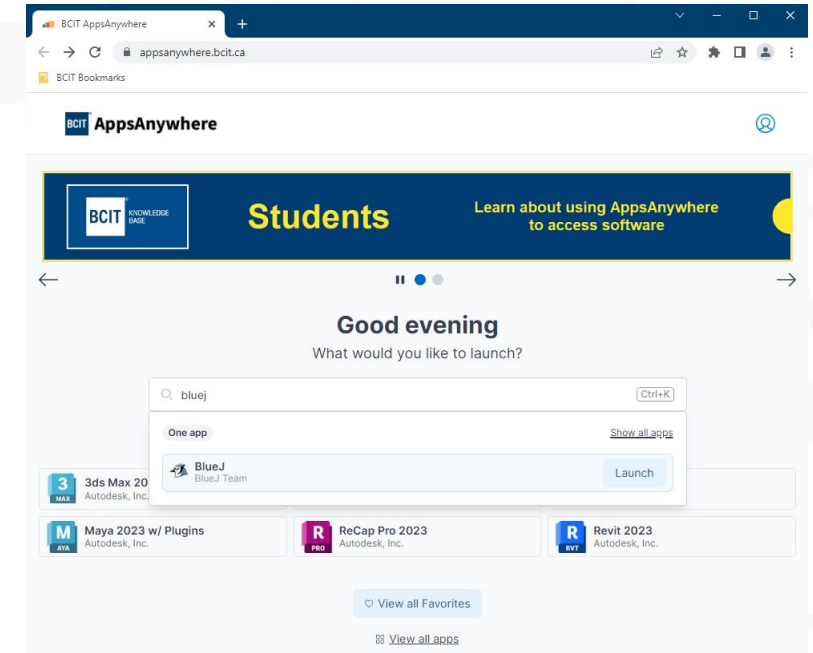 BCIT AppsAnywhere
appsanywhere.bcit.ca
BCIT Bookmarks
BCIT AppsAnywhere
BCIT KNOWLEDGE BASE
Students
Learn about using AppsAnywhere
to access software
Good evening
What would you like to launch?
bluej
Ctrl+K
One app
Show all apps
BlueJ
BlueJ Team
Launch
3 MAX
3ds Max 20
Autodesk, Inc.
M AYA
Maya 2023 w/ Plugins
Autodesk, Inc.
R PRO
ReCap Pro 2023
Autodesk, Inc.
R RVT
Revit 2023
Autodesk, Inc.
View all Favorites
View all apps